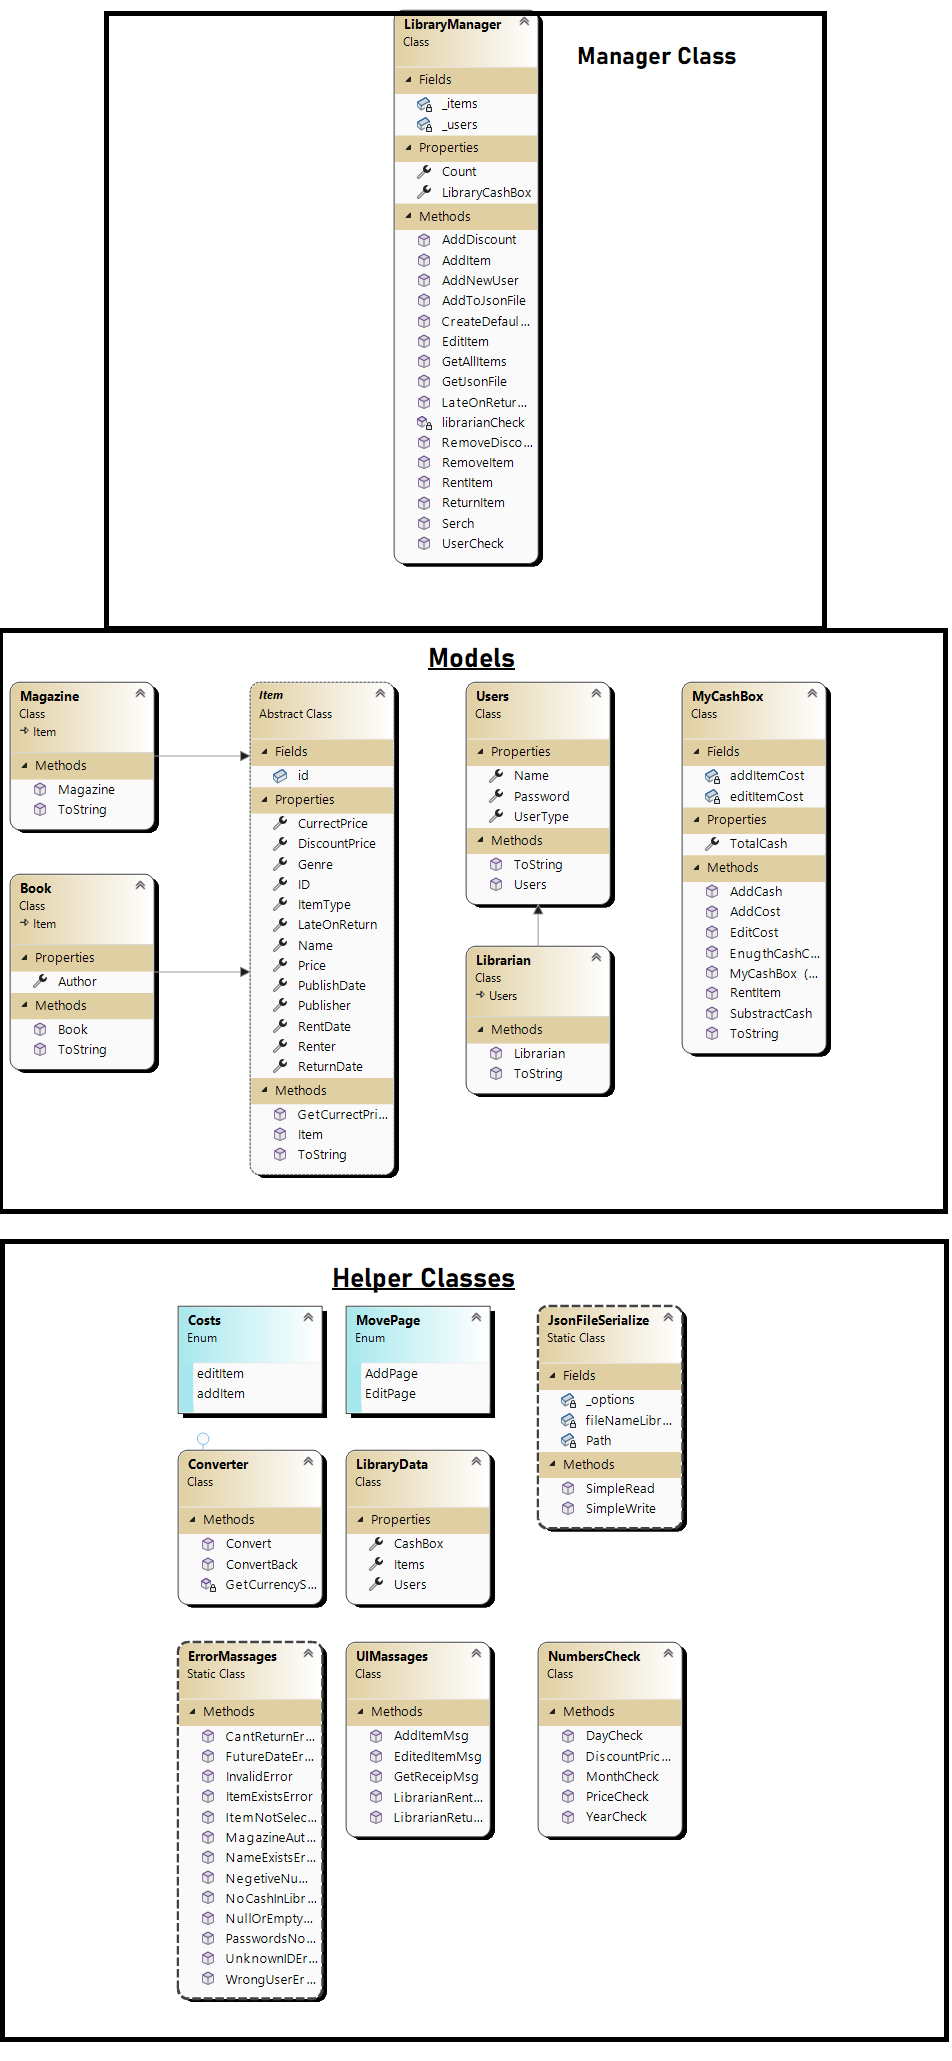 LibraryManager
Class
Manager Class
Fields
_items
_users
Properties
Count
LibraryCashBox
Methods
AddDiscount
AddItem
AddNewUser
AddToJsonFile
CreateDefaul...
EditItem
GetAllItems
GetJsonFile
LateOnRetur...
librarianCheck
RemoveDisco...
RemoveItem
RentItem
ReturnItem
Serch
UserCheck
Models
Magazine
Class
Item
Methods
Magazine
ToString
Book
Class
Item
Properties
Author
Methods
Book
ToString
Item
Abstract Class
Fields
id
Properties
CurrectPrice
DiscountPrice
Genre
ID
ItemType
LateOnReturn
Name
Price
PublishDate
Publisher
RentDate
Renter
ReturnDate
Methods
GetCurrectPri...
Item
ToString
Users
Class
Properties
Name
Password
UserType
Methods
ToString
Users
Librarian
Class
Users
Methods
Librarian
ToString
MyCashBox
Class
Fields
addItemCost
editItemCost
Properties
TotalCash
Methods
AddCash
AddCost
EditCost
EnugthCashC...
MyCashBox (...
RentItem
SubstractCash
ToString
Helper Classes
Costs
Enum
editItem
addItem
MovePage
Enum
AddPage
EditPage
JsonFileSerialize
Static Class
Fields
_options
fileNameLibr...
Path
Methods
SimpleRead
SimpleWrite
Converter
Class
Methods
Convert
ConvertBack
GetCurrencyS...
LibraryData
Class
Properties
CashBox
Items
Users
ErrorMassages
Static Class
Methods
CantReturnEr...
FutureDateEr...
InvalidError
ItemExistsError
ItemNotSelec...
MagazineAut...
NameExistsEr...
NegetiveNu...
NoCashInLibr...
NullOrEmpty...
PasswordsNo...
UnknownIDEr...
WrongUserEr...
UIMassages
Class
Methods
AddItemMsg
EditedItemMsg
GetReceipMsg
LibrarianRent...
LibrarianRetu...
NumbersCheck
Class
Methods
DayCheck
DiscountPric...
MonthCheck
PriceCheck
YearCheck